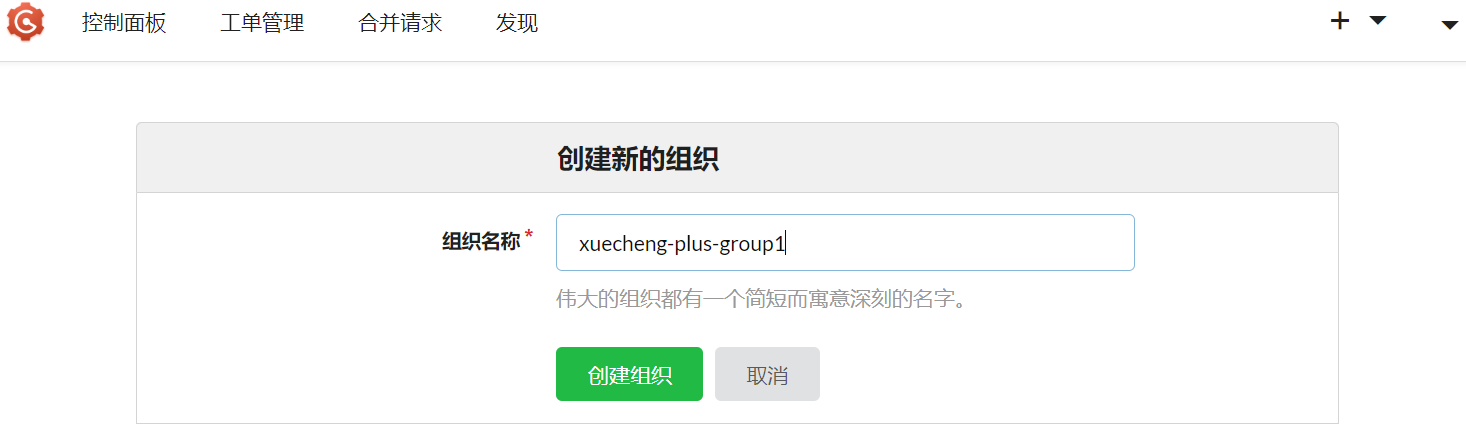 控制面板 工单管理 合并请求 发现
创建新的组织
组织名称*
xuecheng-plus-group1
伟大的组织都有一个简短而寓意深刻的名字。
创建组织 取消